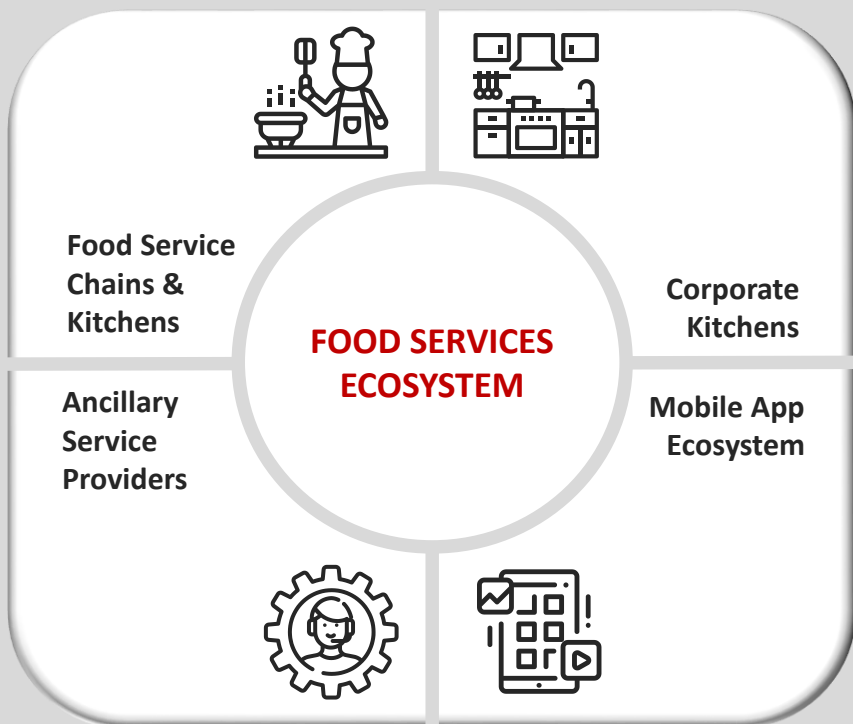 Food Service
Chains &
Kitchens
Corporate
Kitchens
FOOD SERVICES
ECOSYSTEM
Ancillary
Service
Providers
Mobile App
Ecosystem